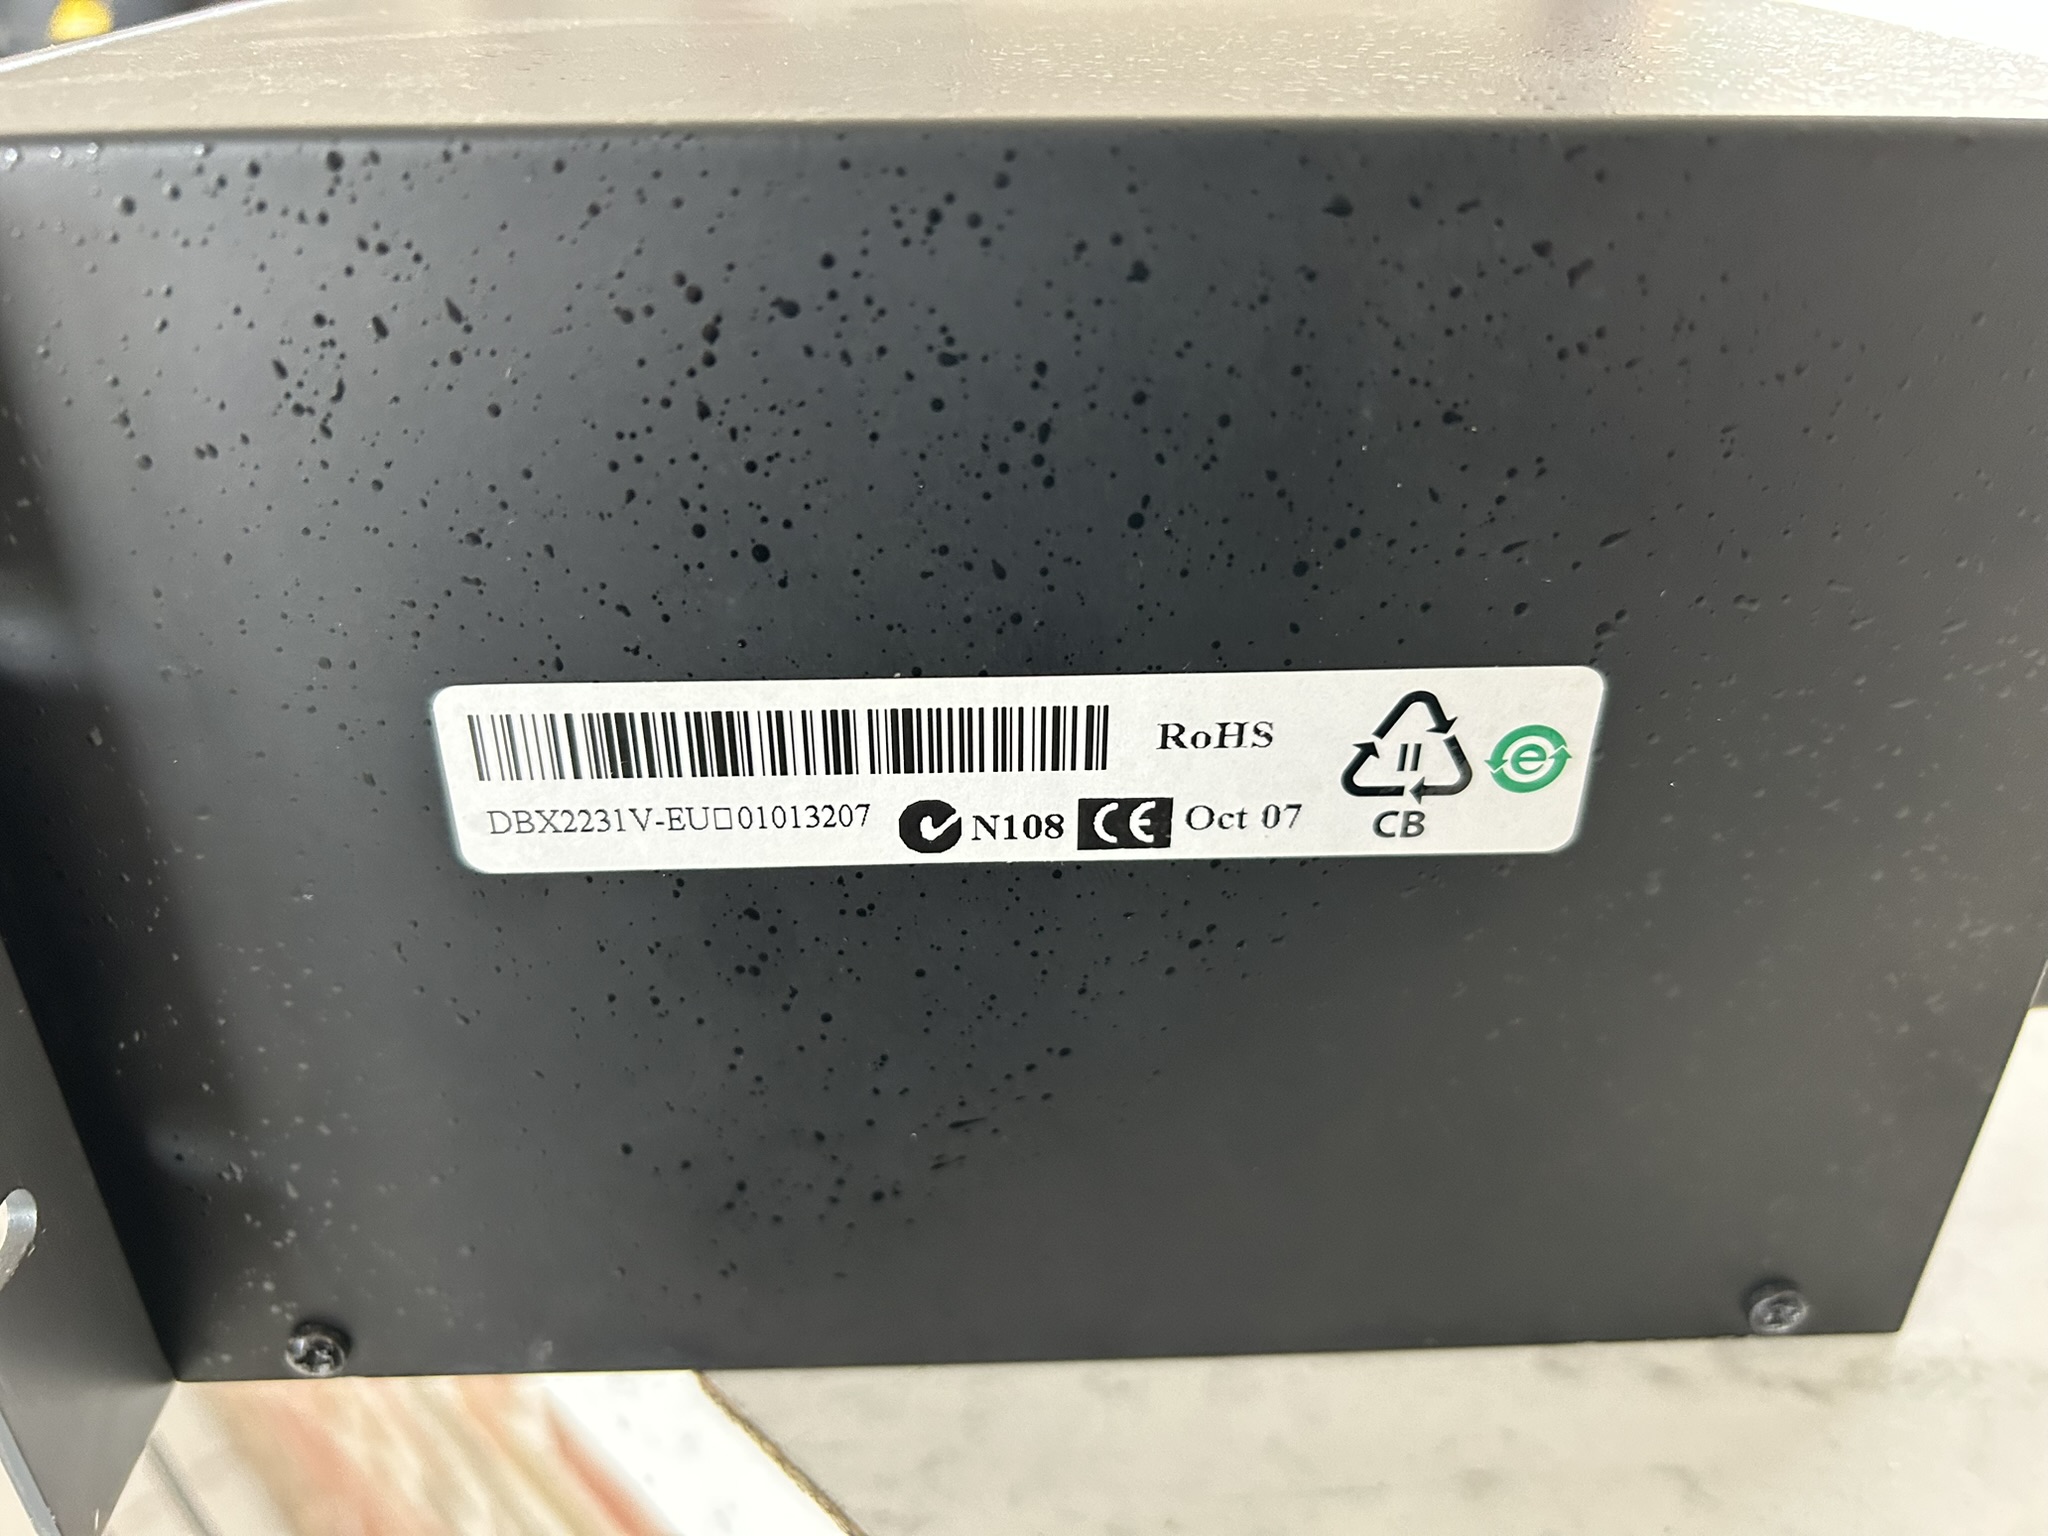 RoHS
DBX2231V-EU□01013207 N108 CE Oct 07
II
CB
e